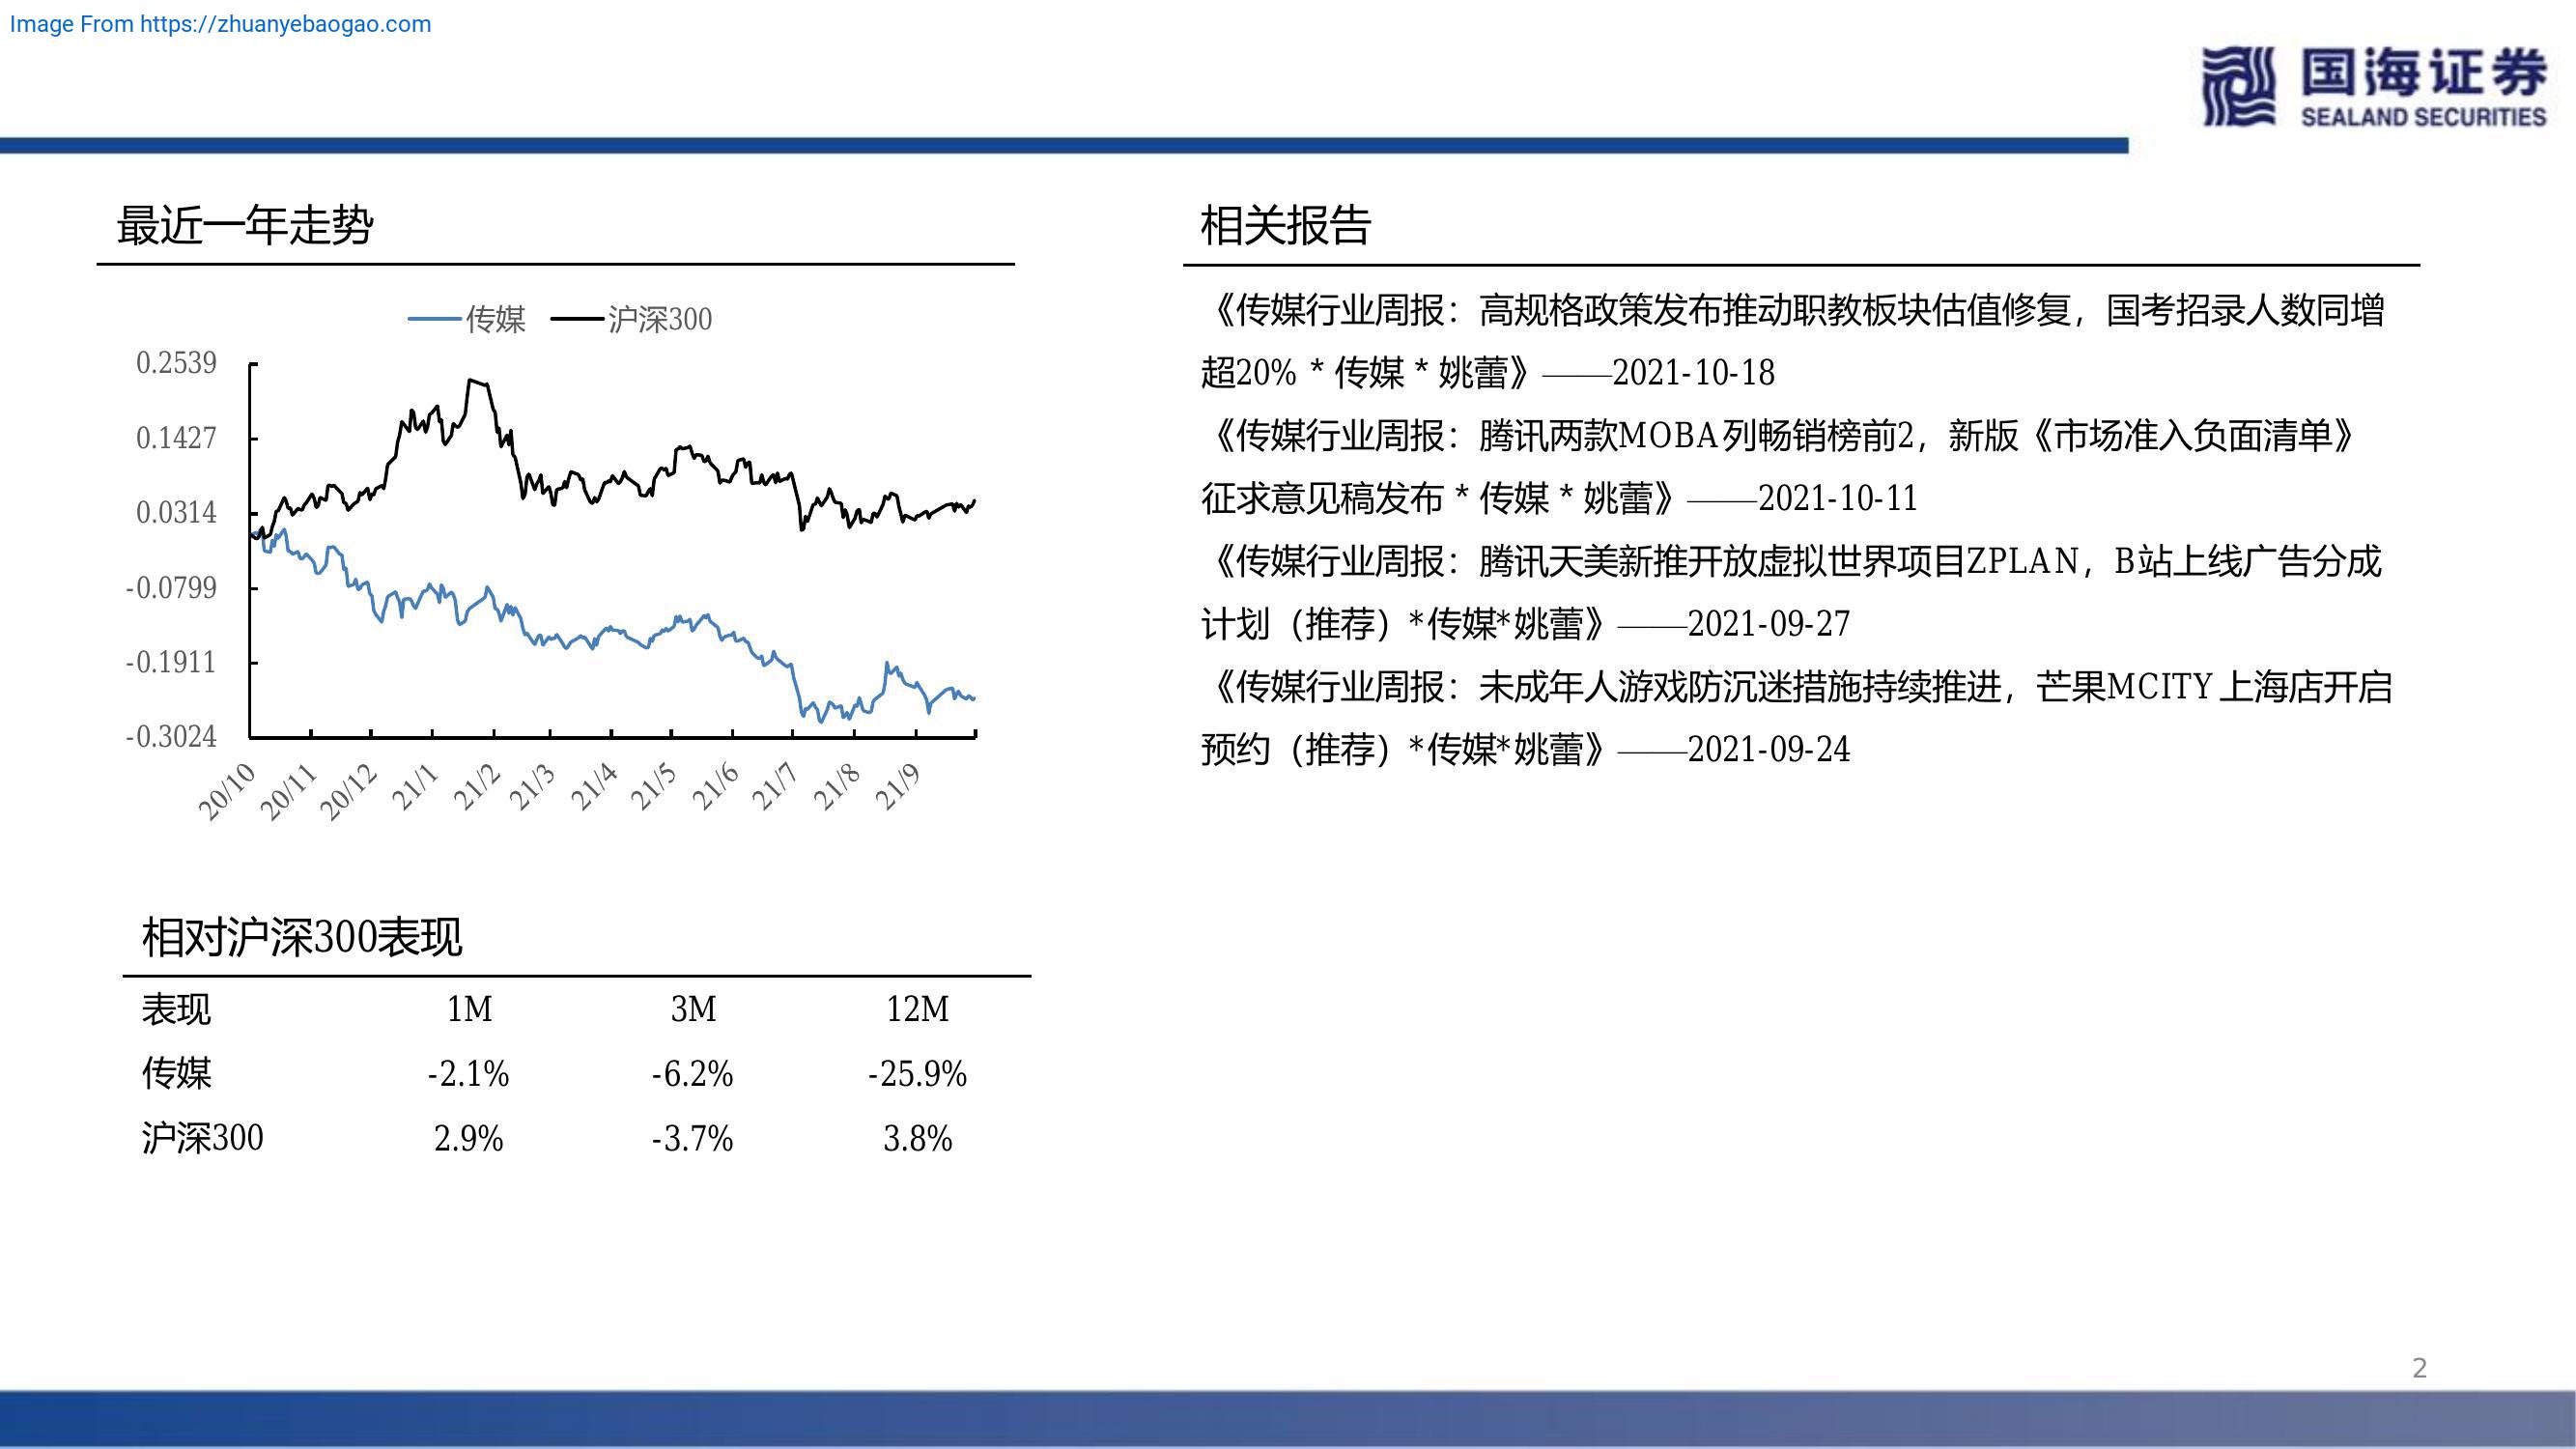 Image From https://zhuanyebaogao.com
国海证券
SEALAND SECURITIES
最近一年走势
传媒 沪深300
0.2539
0.1427
0.0314
-0.0799
-0.1911
-0.3024
20/10 20/11 20/12 21/1 21/2 21/3 21/4 21/5 21/6 21/7 21/8 21/9
相对沪深300表现
表现 1M 3M 12M
传媒 -2.1% -6.2% -25.9%
沪深300 2.9% -3.7% 3.8%
相关报告
《传媒行业周报：高规格政策发布推动职教板块估值修复，国考招录人数同增
超20% * 传媒 * 姚蕾》——2021-10-18
《传媒行业周报：腾讯两款MOBA列畅销榜前2，新版《市场准入负面清单》
征求意见稿发布 * 传媒 * 姚蕾》——2021-10-11
《传媒行业周报：腾讯天美新推开放虚拟世界项目ZPLAN，B站上线广告分成
计划（推荐）*传媒*姚蕾》——2021-09-27
《传媒行业周报：未成年人游戏防沉迷措施持续推进，芒果MCITY上海店开启
预约（推荐）*传媒*姚蕾》——2021-09-24
2